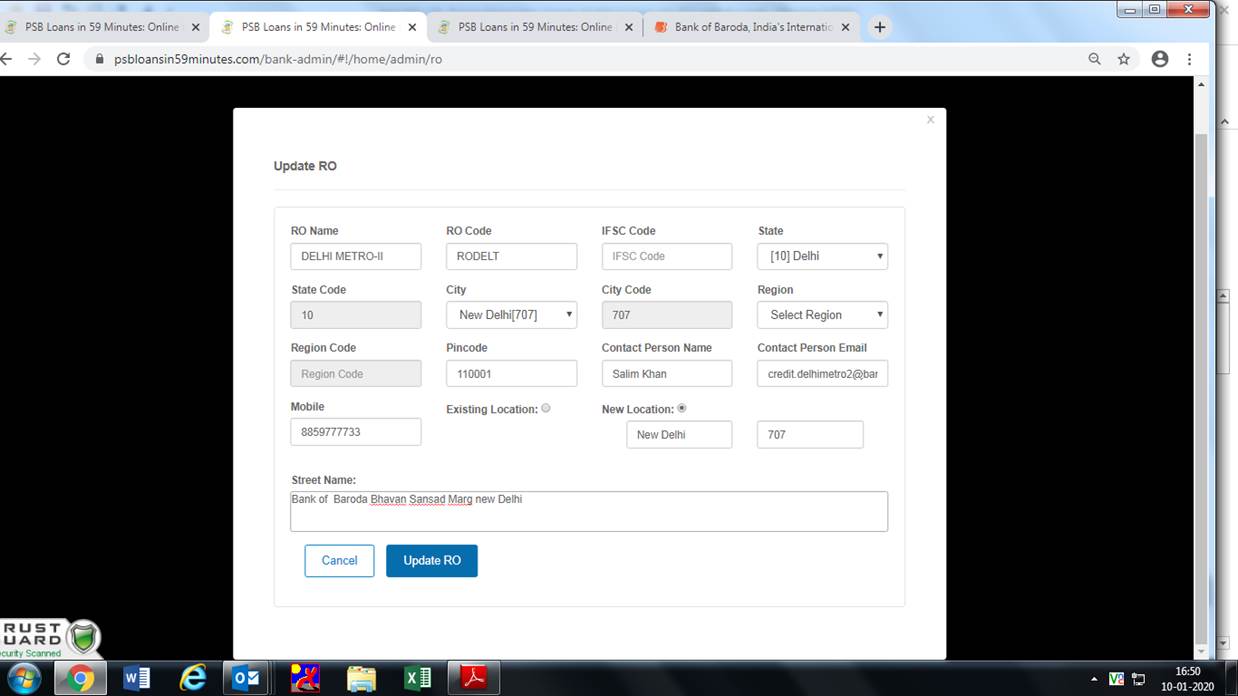 PSB Loans in 59 Minutes: Online
PSB Loans in 59 Minutes: Online
PSB Loans in 59 Minutes: Online
Bank of Baroda, India's Internatio
psbloansin59minutes.com/bank-admin/#!/home/admin/ro
x
Update RO
RO Name RO Code IFSC Code State
DELHI METRO-II RODELT IFSC Code [10] Delhi
State Code City City Code Region
10 New Delhi[707] 707 Select Region
Region Code Pincode Contact Person Name Contact Person Email
Region Code 110001 Salim Khan credit.delhimetro2@bar
Mobile Existing Location: New Location:
8859777733 New Delhi 707
Street Name:
Bank of Baroda Bhavan Sansad Marg new Delhi
Cancel Update RO
RUST
UARD
ecurity Scanned
16:50
10-01-2020